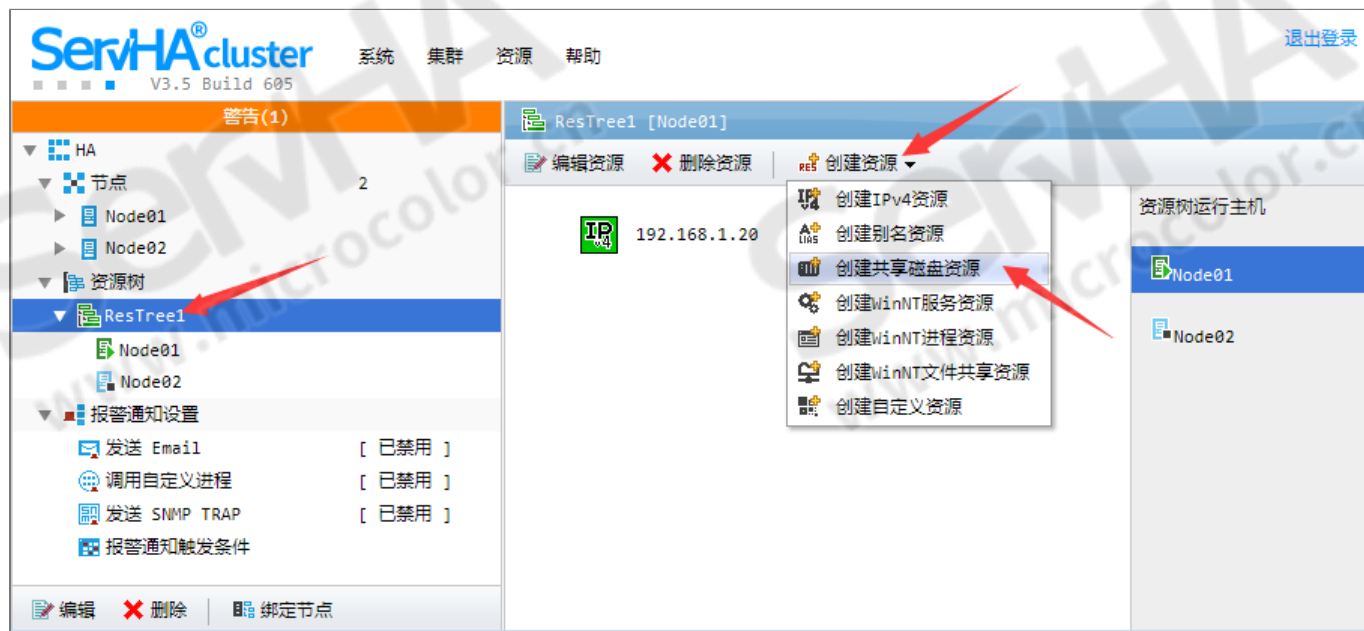 ServHA®cluster
V3.5 Build 605
系统 集群 资源 帮助
退出登录
警告(1)
HA
节点 2
Node01
Node02
资源树
ResTree1
Node01
Node02
报警通知设置
发送 Email [ 已禁用 ]
调用自定义进程 [ 已禁用 ]
发送 SNMP TRAP [ 已禁用 ]
报警通知触发条件
编辑 删除 绑定节点
ResTree1 [Node01]
编辑资源 删除资源 创建资源
IP v4 192.168.1.20
创建IPv4资源
创建别名资源
创建共享磁盘资源
创建WinNT服务资源
创建WinNT进程资源
创建WinNT文件共享资源
创建自定义资源
资源树运行主机
Node01
Node02
ServHA
www.microcolor.cn